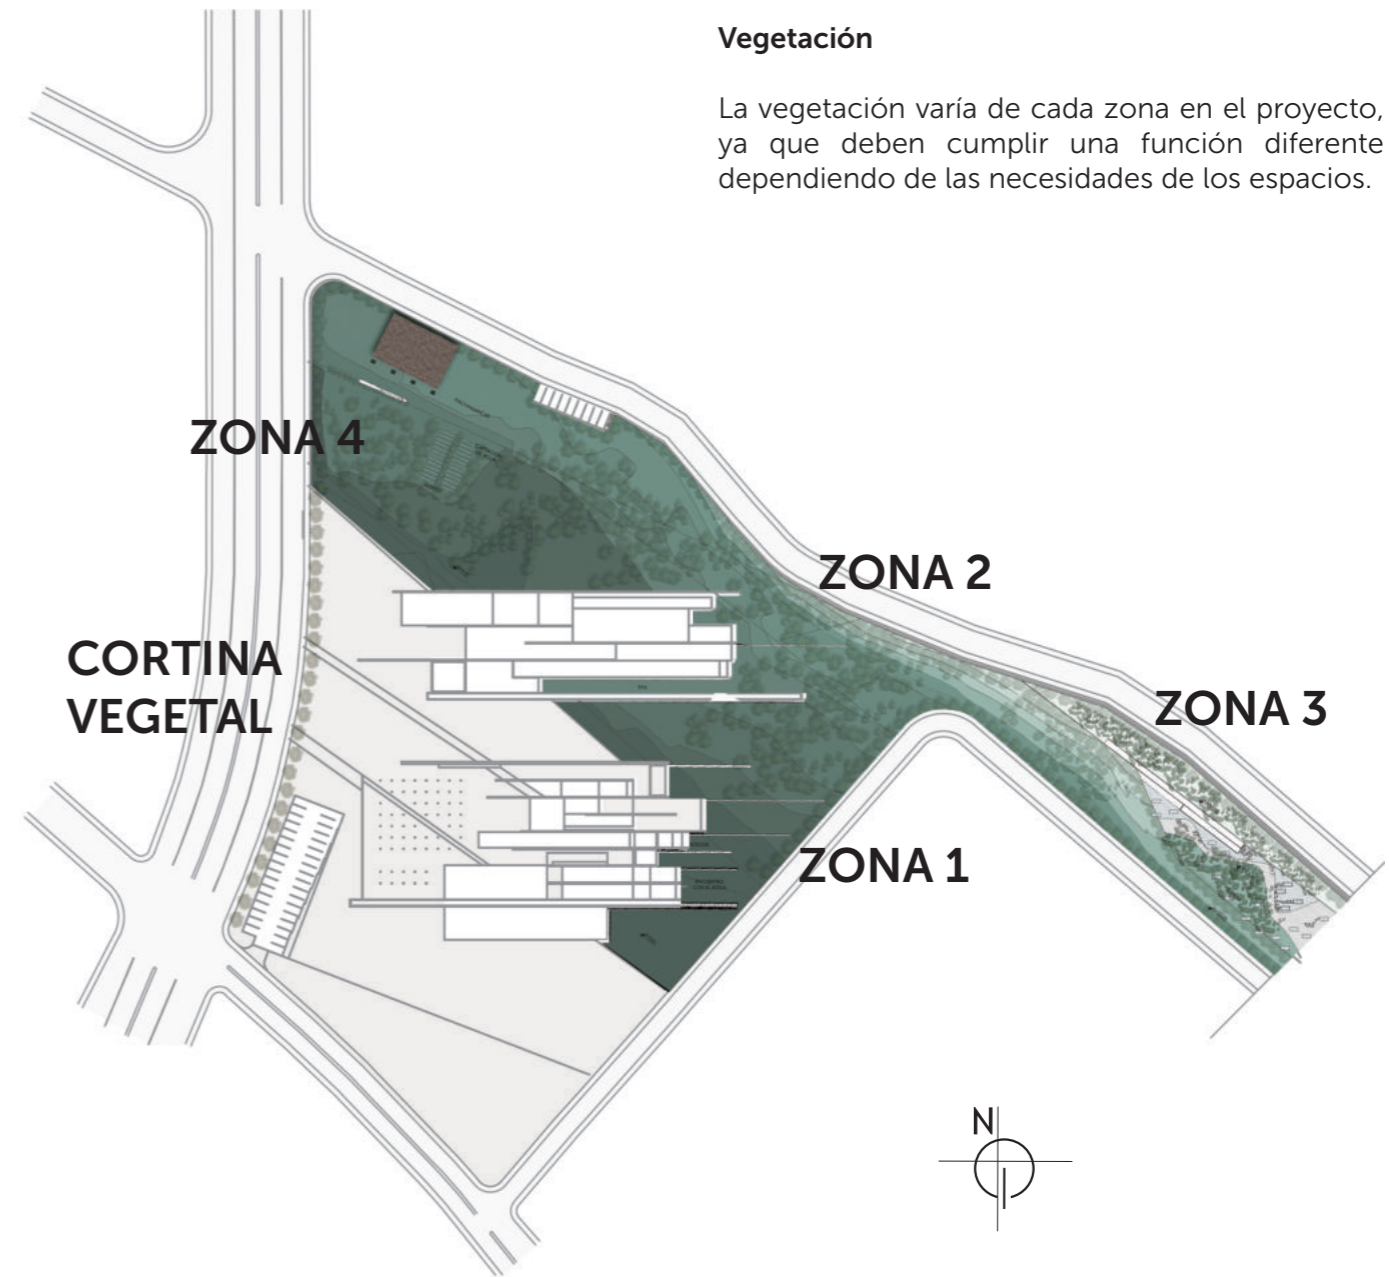 Vegetación
La vegetación varía de cada zona en el proyecto,
ya que deben cumplir una función diferente
dependiendo de las necesidades de los espacios.
ZONA 4
ZONA 2
CORTINA
VEGETAL
ZONA 3
ZONA 1
N